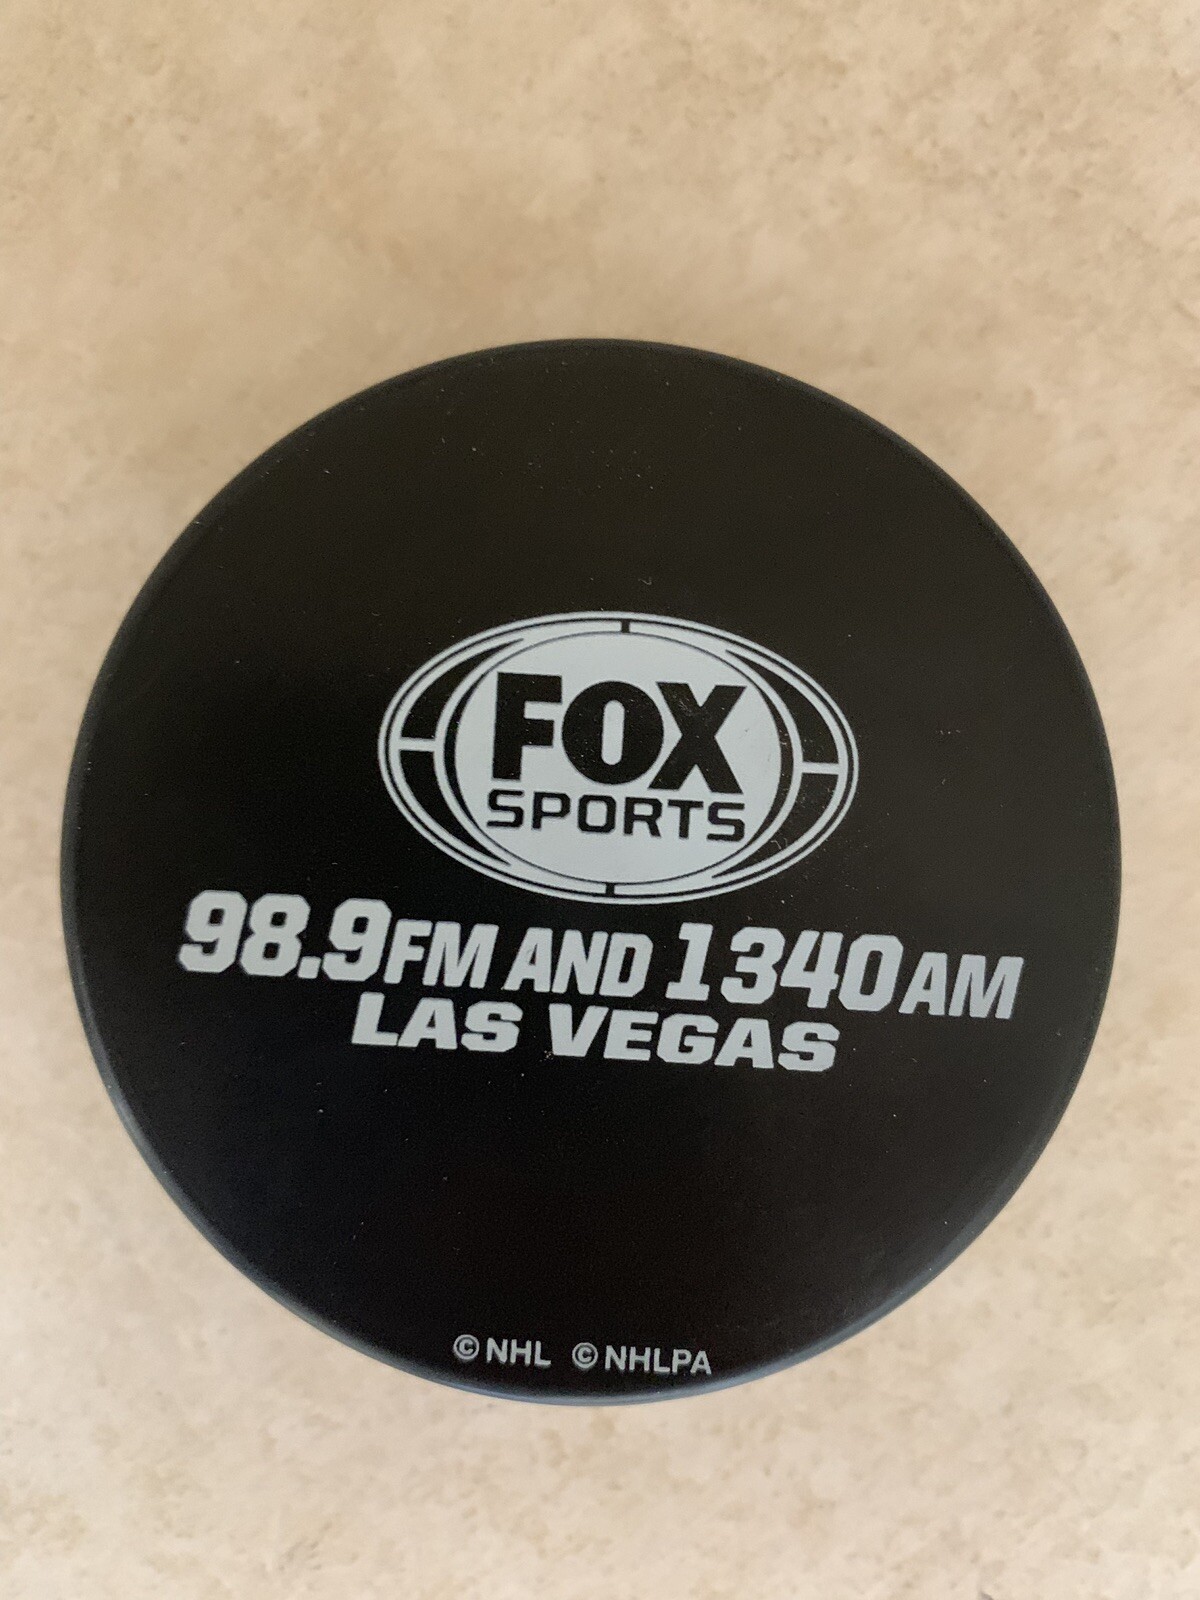 FOX
SPORTS
98.9FM AND 1340AM
LAS VEGAS
©NHL ©NHLPA